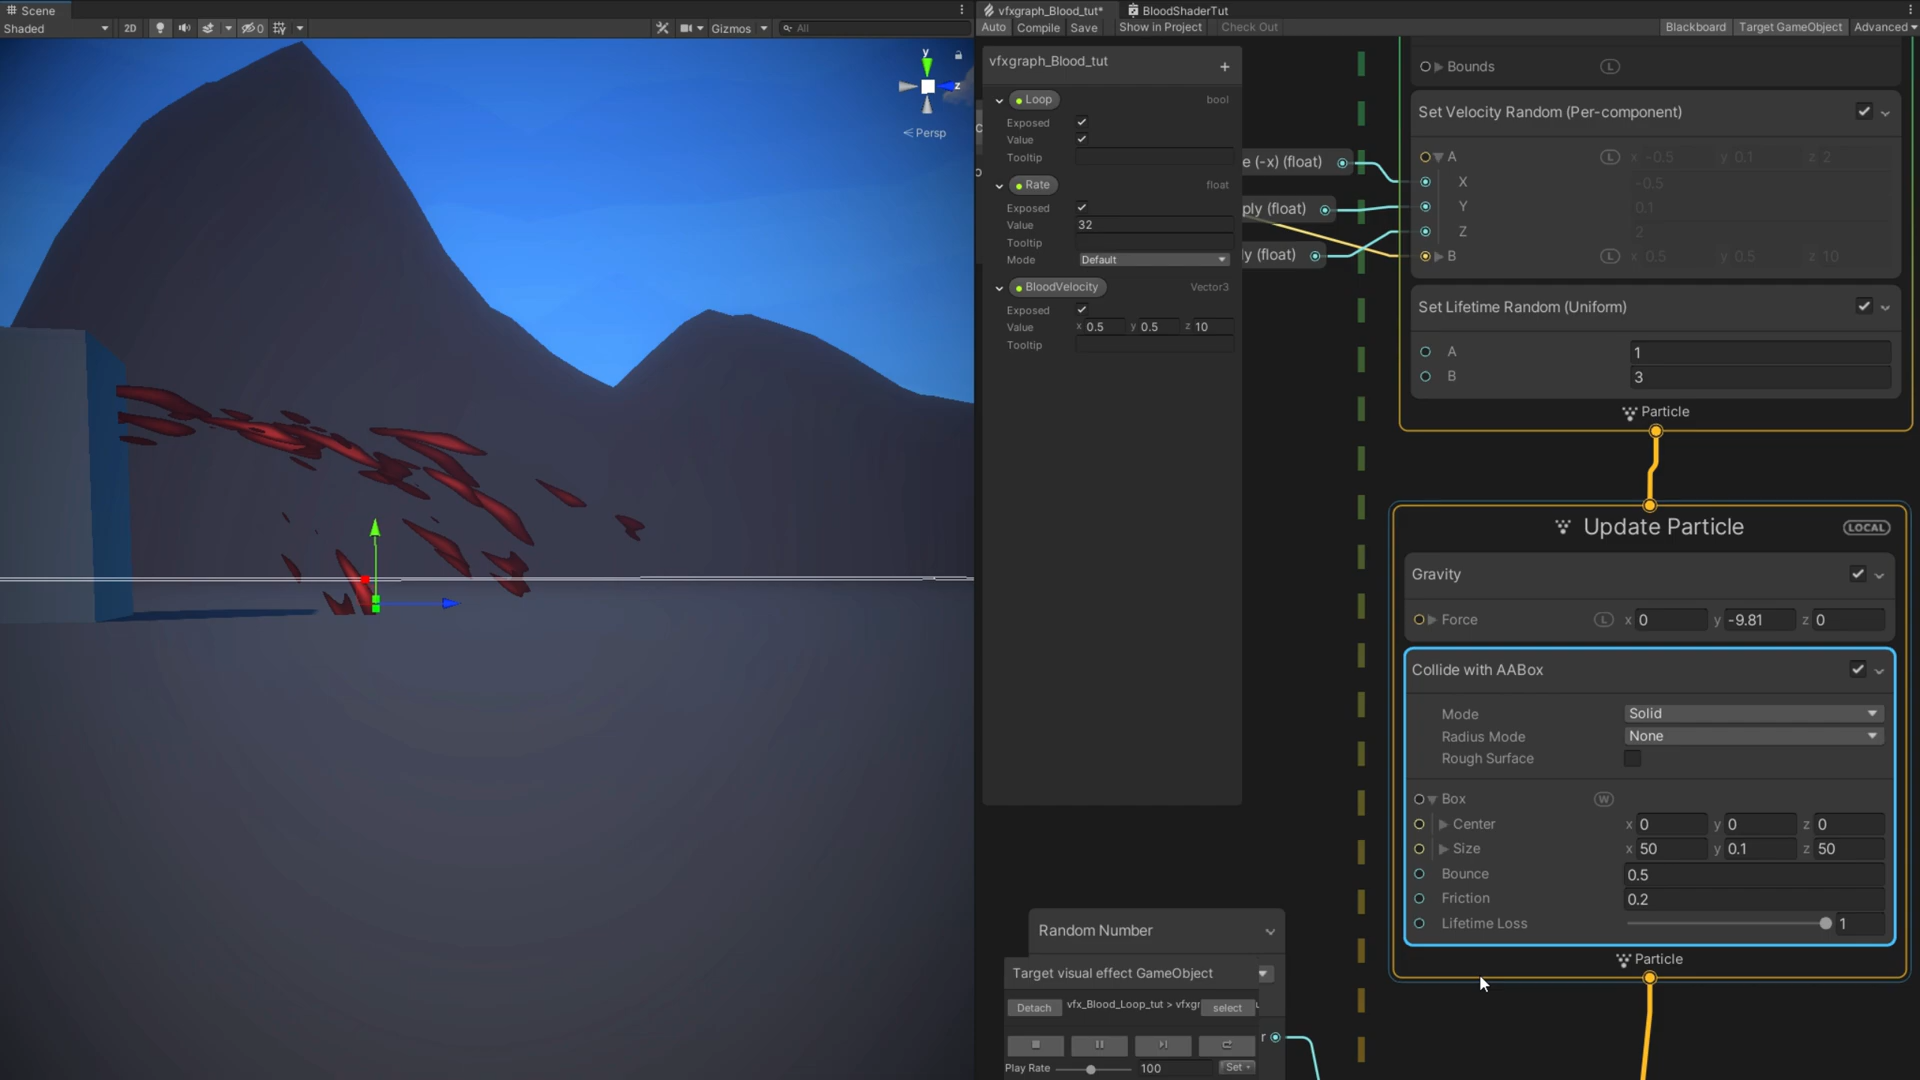 Scene
Shaded
2D
0
Gizmos
All
y
z
Persp
vfxgraph_Blood_tut*
BloodShaderTut
Auto
Compile
Save
Show in Project
Check Out
Blackboard
Target GameObject
Advanced
vfxgraph_Blood_tut
+
Loop
bool
Exposed
Value
Tooltip
Rate
float
Exposed
Value
32
Tooltip
Mode
Default
BloodVelocity
Vector3
Exposed
Value
x 0.5 y 0.5 z 10
Tooltip
e (-x) (float)
ply (float)
ly (float)
Bounds
L
Set Velocity Random (Per-component)
A
L x -0.5 y 0.1 z 2
X
-0.5
Y
0.1
Z
2
B
L x 0.5 y 0.5 z 10
Set Lifetime Random (Uniform)
A
1
B
3
Particle
Update Particle
LOCAL
Gravity
Force
L x 0 y -9.81 z 0
Collide with AABox
Mode
Solid
Radius Mode
None
Rough Surface
Box
W
Center
x 0 y 0 z 0
Size
x 50 y 0.1 z 50
Bounce
0.5
Friction
0.2
Lifetime Loss
1
Particle
Random Number
Target visual effect GameObject
Detach
vfx_Blood_Loop_tut > vfxgr
select
r
Play Rate
100
Set